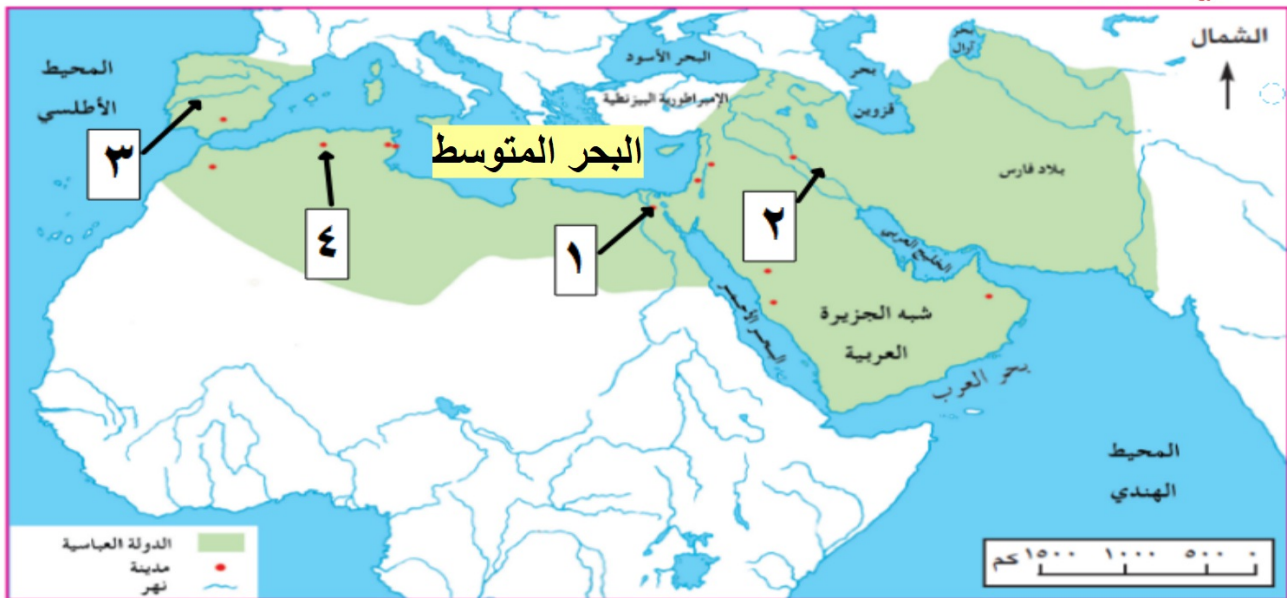 الشمال
المحيط
الأطلسي
البحر الأسود
بحر
آرال
بحر
قزوين
الإمبراطورية البيزنطية
البحر المتوسط
بلاد فارس
٣
٤
١
٢
الخليج العربي
البحر الأحمر
شبه الجزيرة
العربية
بحر العرب
المحيط
الهندي
الدولة العباسية
مدينة
نهر
٠ ٥٠٠ ١٠٠٠ ١٥٠٠ كم